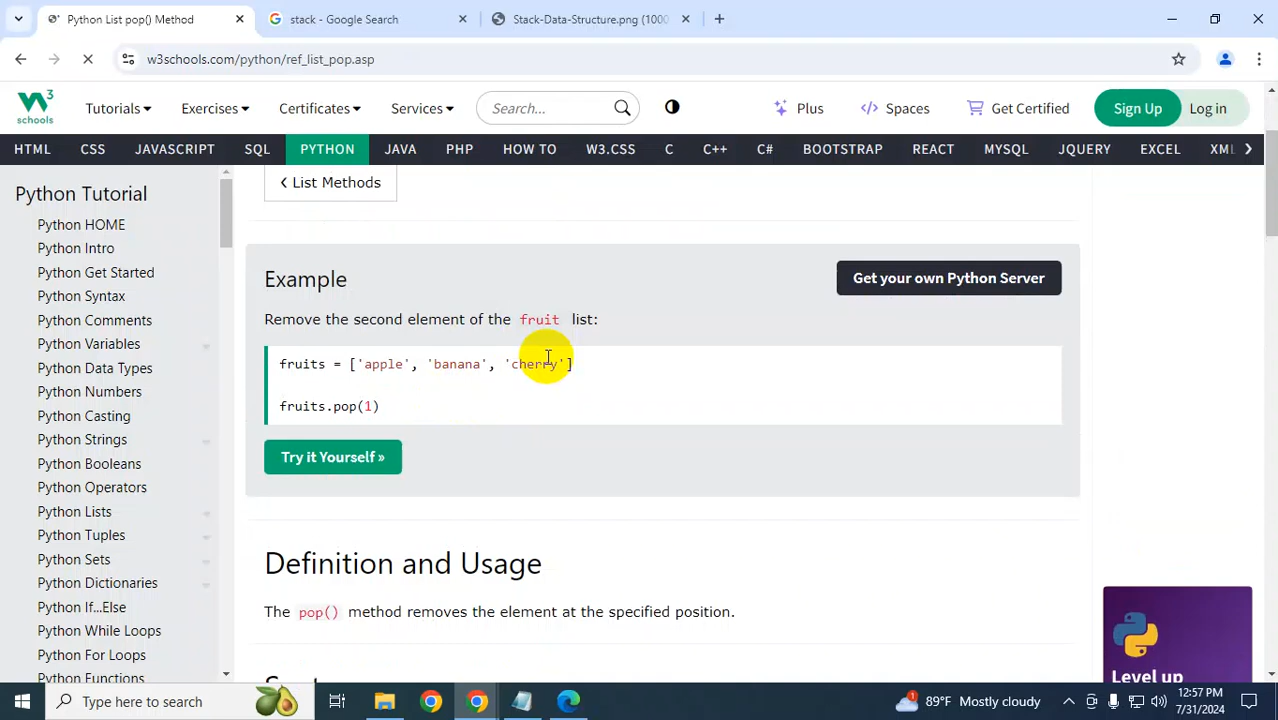 Python List pop() Method
stack - Google Search
Stack-Data-Structure.png (1000
w3schools.com/python/ref_list_pop.asp
W3 schools
Tutorials
Exercises
Certificates
Services
Search...
Plus
Spaces
Get Certified
Sign Up
Log in
HTML CSS JAVASCRIPT SQL PYTHON JAVA PHP HOW TO W3.CSS C C++ C# BOOTSTRAP REACT MYSQL JQUERY EXCEL XML
Python Tutorial
Python HOME
Python Intro
Python Get Started
Python Syntax
Python Comments
Python Variables
Python Data Types
Python Numbers
Python Casting
Python Strings
Python Booleans
Python Operators
Python Lists
Python Tuples
Python Sets
Python Dictionaries
Python If...Else
Python While Loops
Python For Loops
Python Functions
❮ List Methods
Example
Get your own Python Server
Remove the second element of the fruit list:
fruits = ['apple', 'banana', 'cherry']
fruits.pop(1)
Try it Yourself »
Definition and Usage
The pop() method removes the element at the specified position.
Level up
Type here to search
89°F Mostly cloudy
12:57 PM
7/31/2024